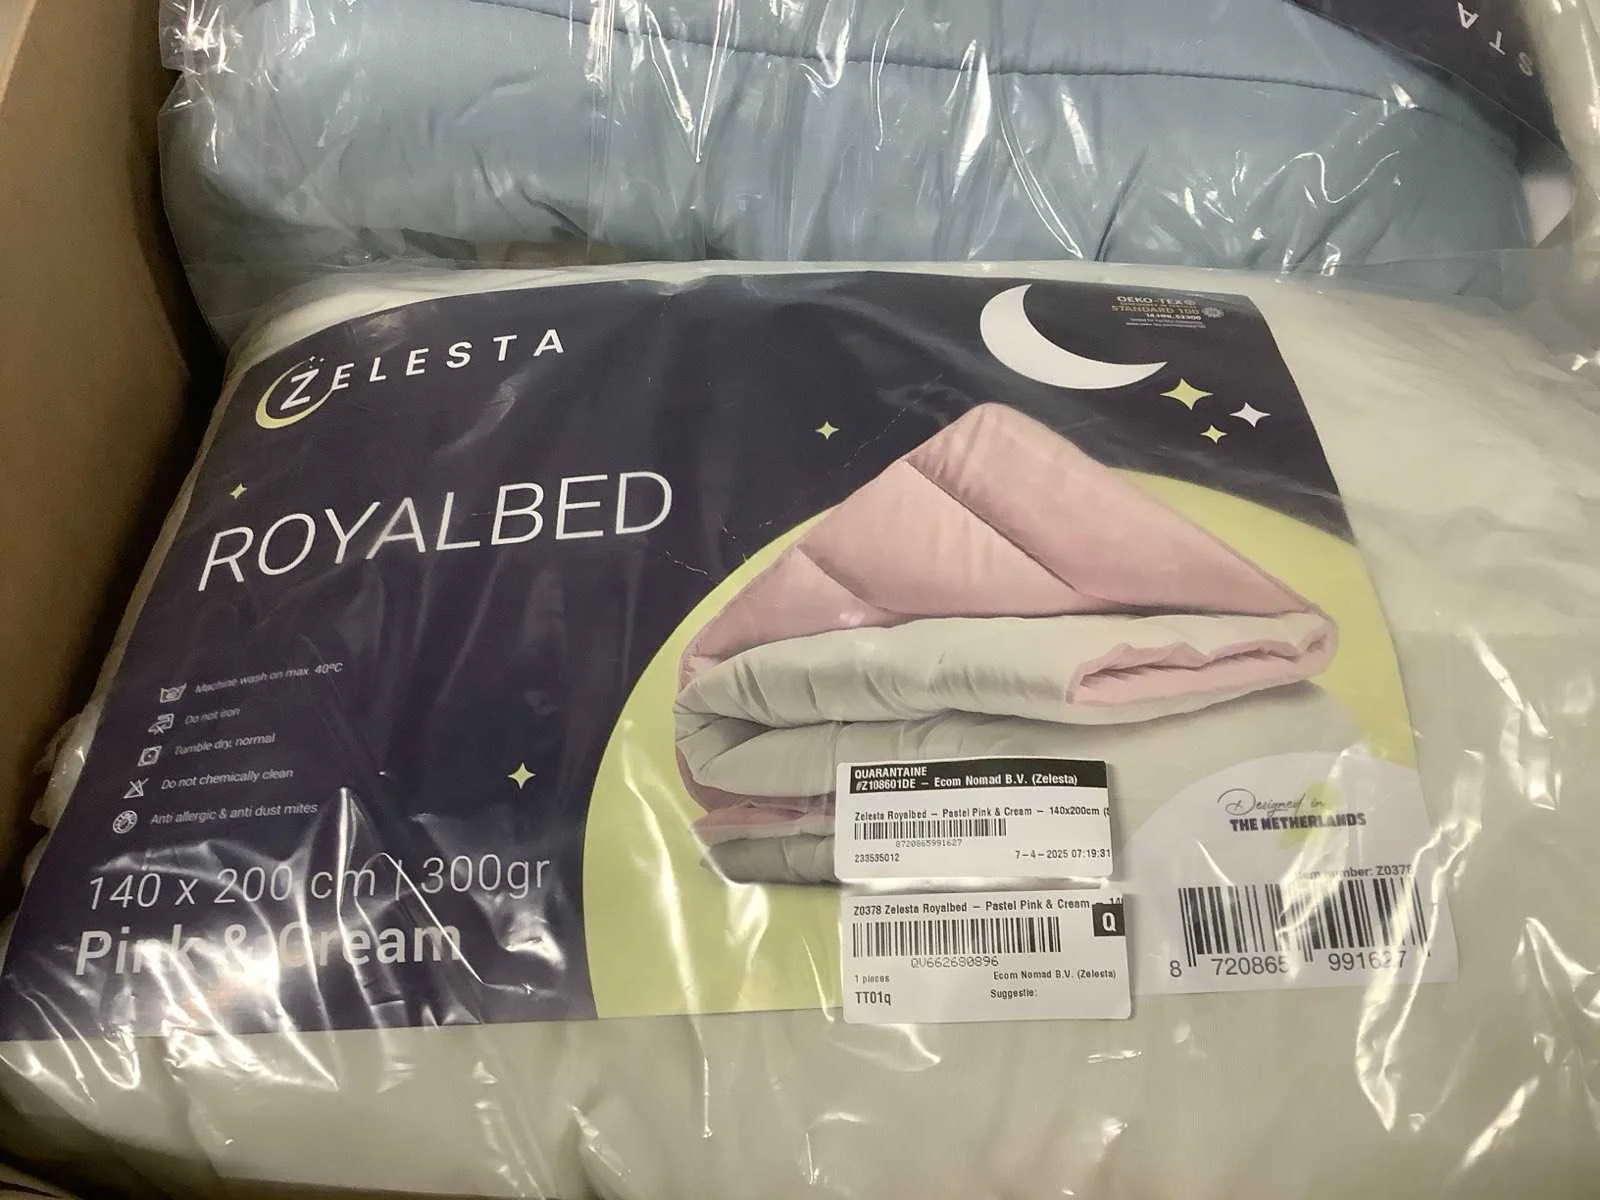 S T A
OEKO-TEX®
STANDARD 100
ZELESTA
ROYALBED
Machine wash on max. 40ºC
Do not iron
Tumble dry, normal
Do not chemically clean
Anti allergic & anti dust mites
140 x 200 cm | 300gr
Pink & Cream
QUARANTAINE
#Z108601DE – Ecom Nomad B.V. (Zelesta)
Zelesta Royalbed – Pastel Pink & Cream – 140x200cm
8720865991627
233535012 7-4-2025 07:19:31
Z0378 Zelesta Royalbed – Pastel Pink & Cream –
Q
QV662680896
1 pieces Ecom Nomad B.V. (Zelesta)
TT01q Suggestie:
Designed in
THE NETHERLANDS
Item number: Z0378
8 720865 991627